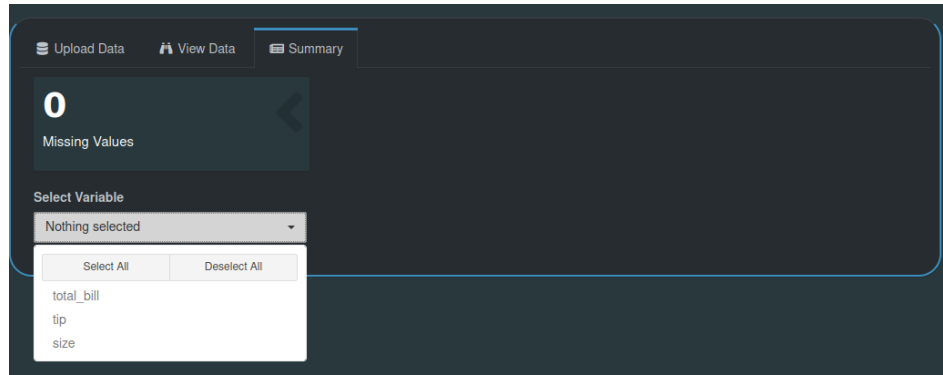 Upload Data View Data Summary
0
Missing Values
Select Variable
Nothing selected
Select All Deselect All
total_bill
tip
size